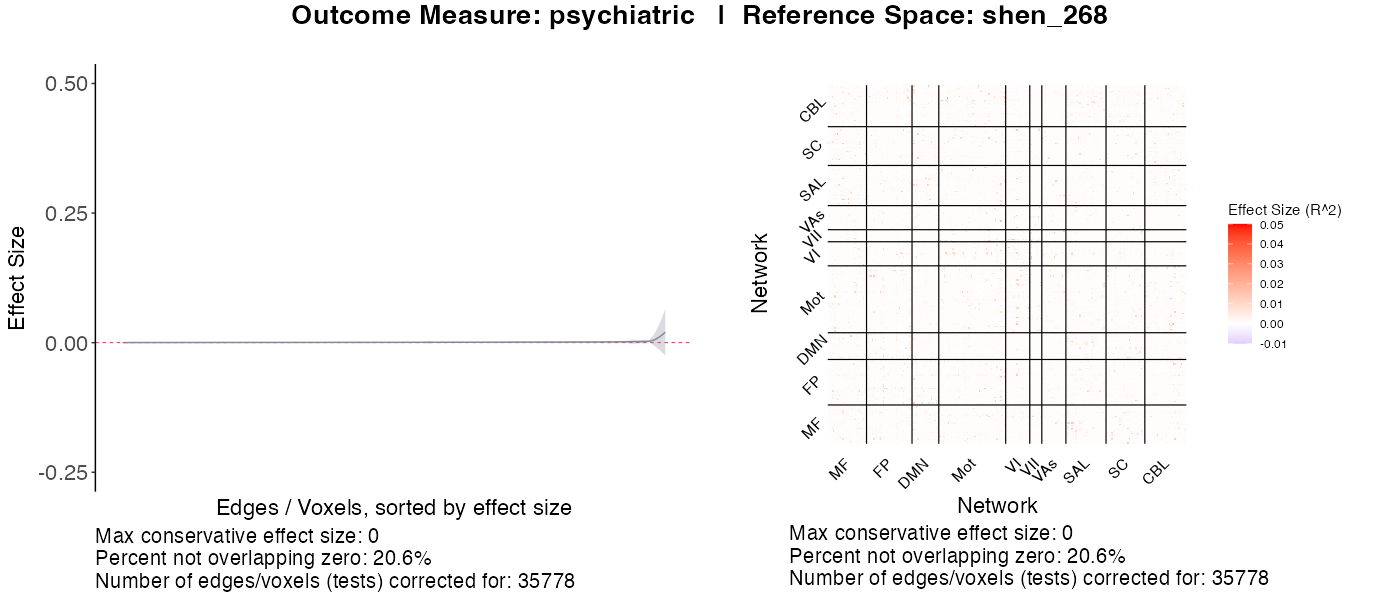 Outcome Measure: psychiatric | Reference Space: shen_268
Effect Size
0.50
0.25
0.00
-0.25
Edges / Voxels, sorted by effect size
Max conservative effect size: 0
Percent not overlapping zero: 20.6%
Number of edges/voxels (tests) corrected for: 35778
Network
CBL
SC
SAL
VAs
VII
VI
Mot
DMN
FP
MF
MF
FP
DMN
Mot
VI
VII
VAs
SAL
SC
CBL
Network
Max conservative effect size: 0
Percent not overlapping zero: 20.6%
Number of edges/voxels (tests) corrected for: 35778
Effect Size (R^2)
0.05
0.04
0.03
0.02
0.01
0.00
-0.01